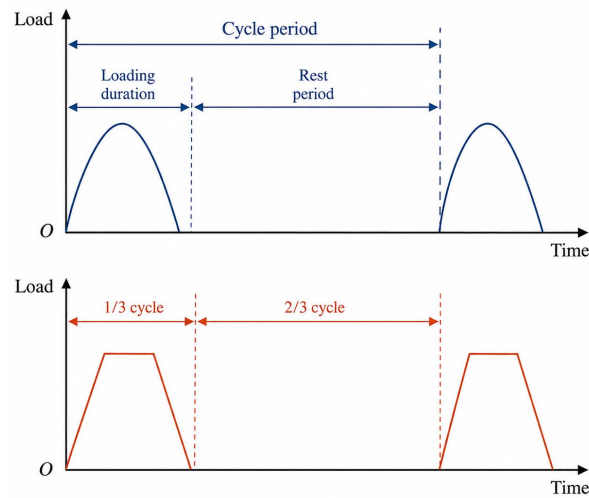 Load
Cycle period
Loading
duration
Rest
period
O
Time
Load
1/3 cycle
2/3 cycle
O
Time